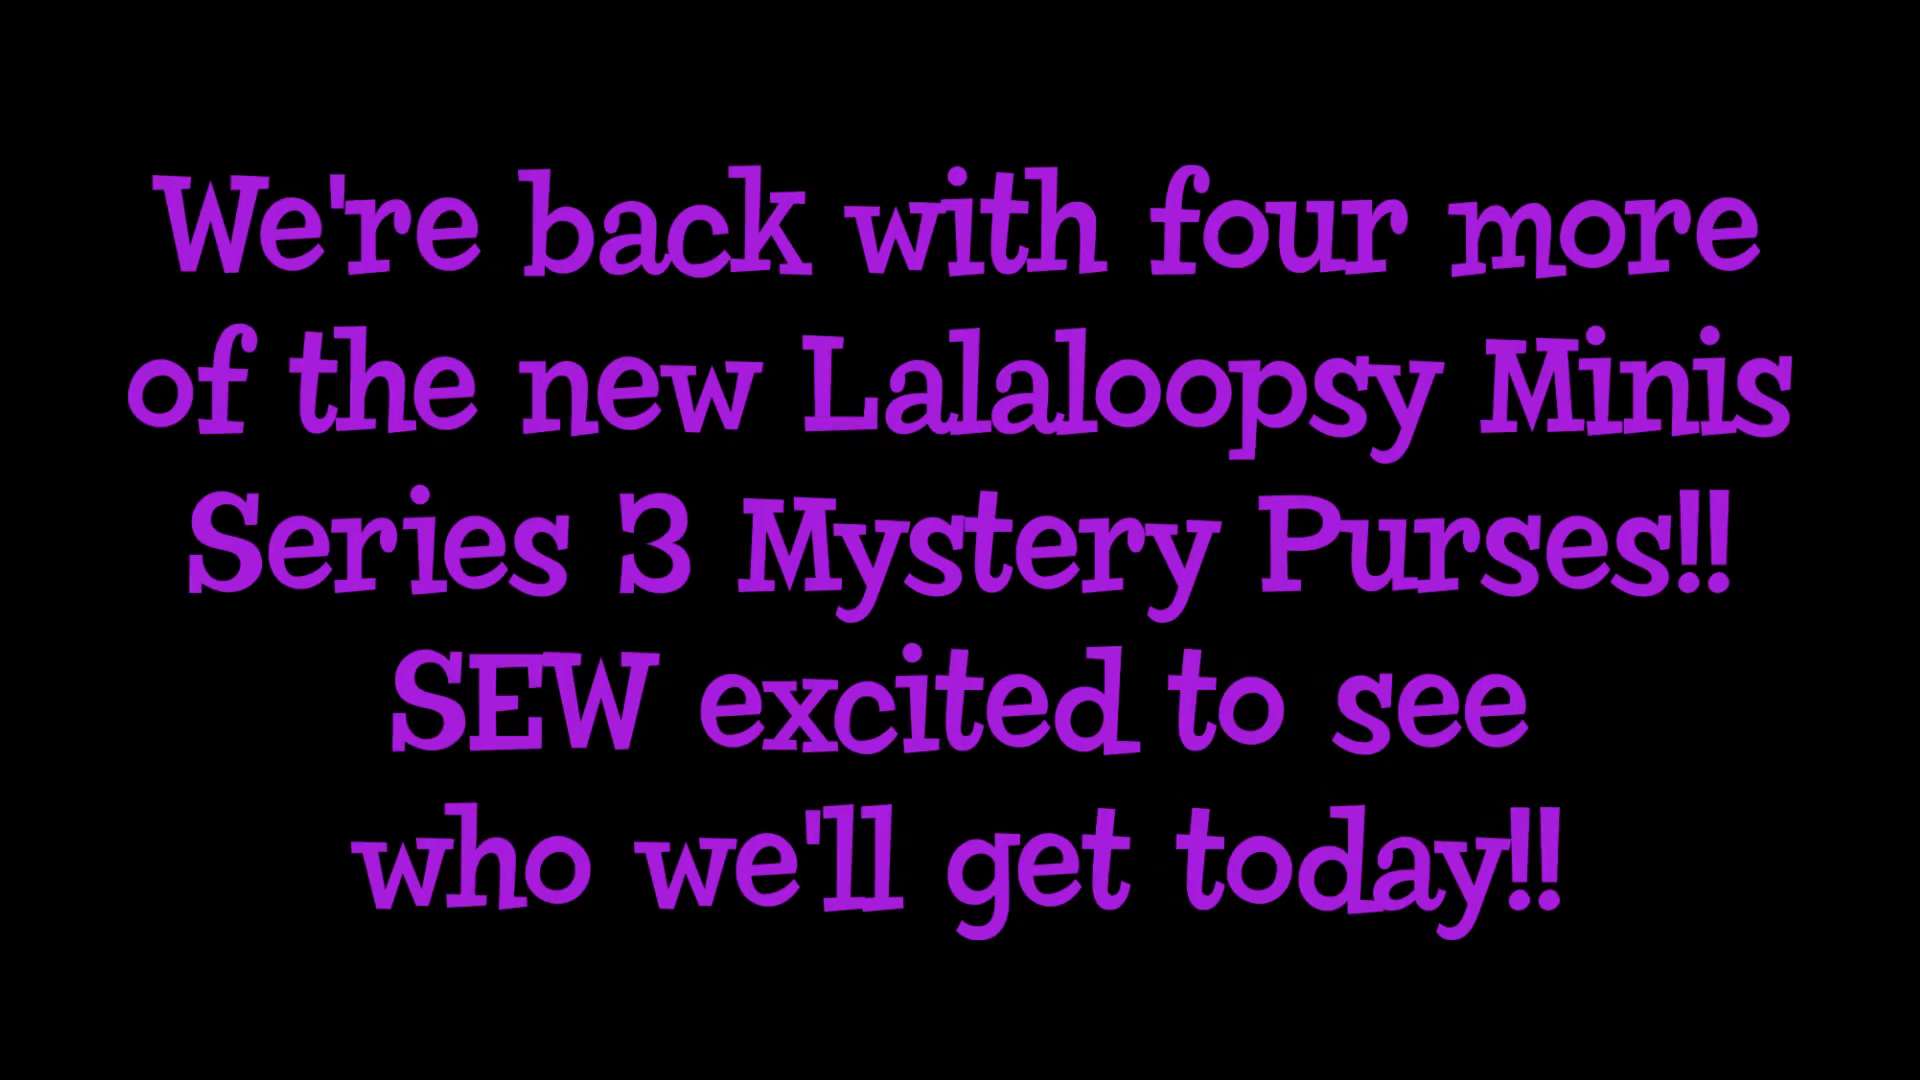 We're back with four more
of the new Lalaloopsy Minis
Series 3 Mystery Purses!!
SEW excited to see
who we'll get today!!